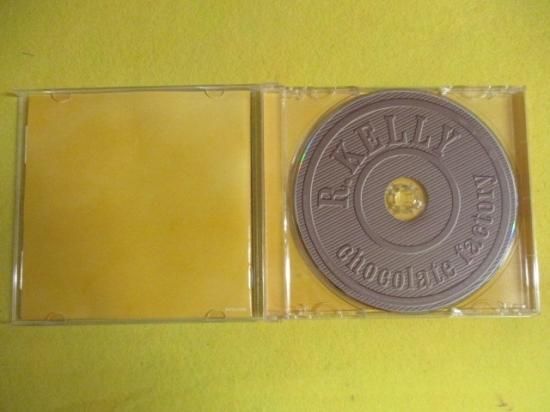 R. KELLY
chocolate factory